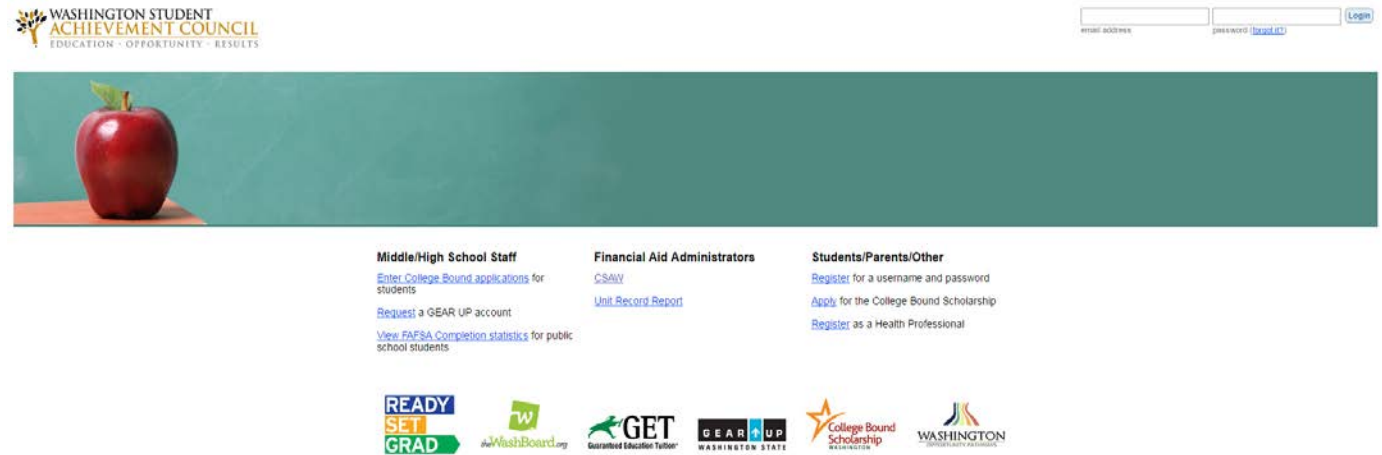 WASHINGTON STUDENT
ACHIEVEMENT COUNCIL
EDUCATION · OPPORTUNITY · RESULTS
Login
email address
password (forgot it?)
Middle/High School Staff
Enter College Bound applications for
students
Request a GEAR UP account
View FAFSA Completion statistics for public
school students
Financial Aid Administrators
CSAW
Unit Record Report
Students/Parents/Other
Register for a username and password
Apply for the College Bound Scholarship
Register as a Health Professional
READY
SET
GRAD
w
theWashBoard.org
GET
Guaranteed Education Tuition
GEAR UP
WASHINGTON STATE
College Bound
Scholarship
WASHINGTON
WASHINGTON
OPPORTUNITY PATHWAYS